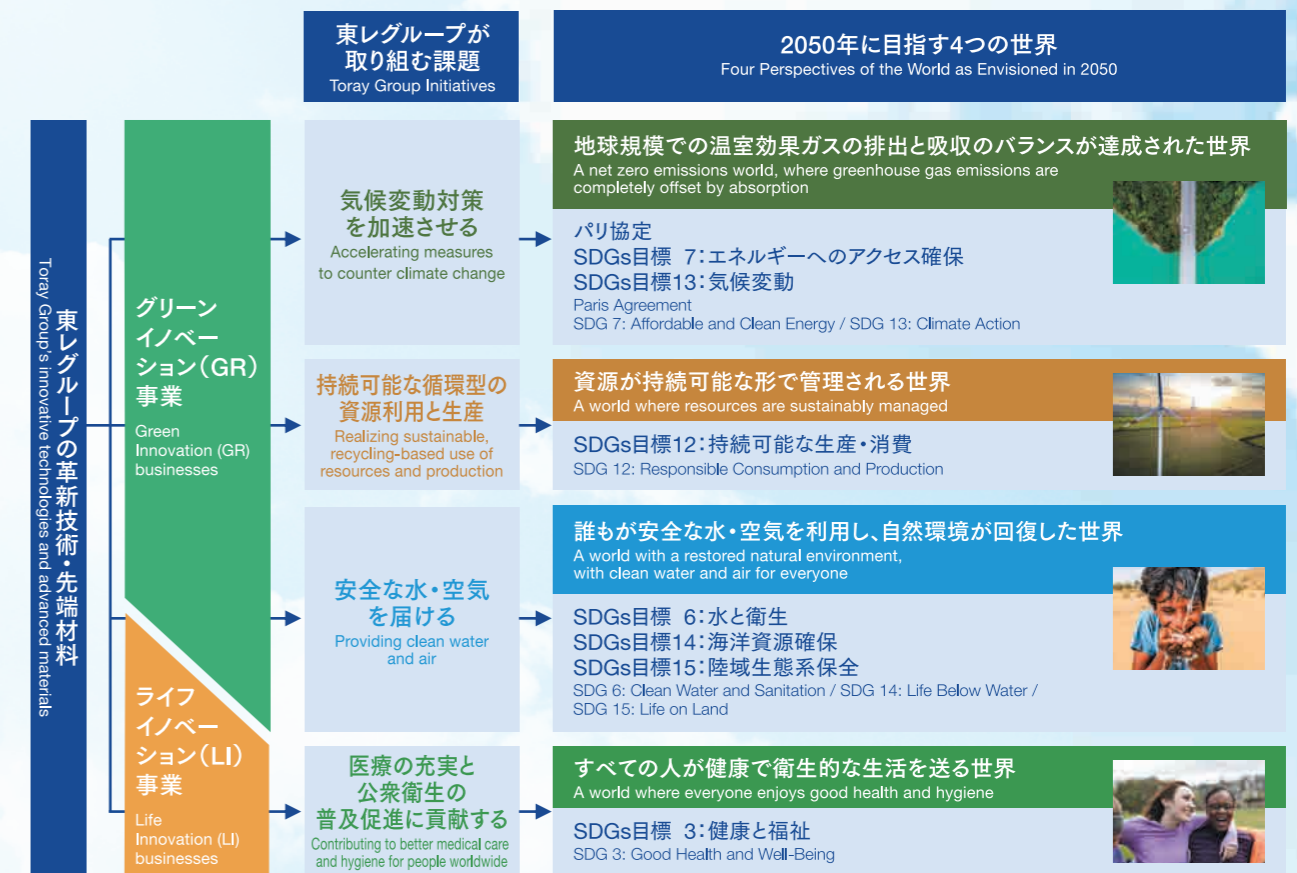 東レグループが
取り組む課題
Toray Group Initiatives
2050年に目指す4つの世界
Four Perspectives of the World as Envisioned in 2050
東レグループの革新技術・先端材料
Toray Group's innovative technologies and advanced materials
グリーン
イノベー
ション(GR)
事業
Green
Innovation (GR)
businesses
ライフ
イノベー
ション(LI)
事業
Life
Innovation (LI)
businesses
気候変動対策
を加速させる
Accelerating measures
to counter climate change
地球規模での温室効果ガスの排出と吸収のバランスが達成された世界
A net zero emissions world, where greenhouse gas emissions are
completely offset by absorption
パリ協定
SDGs目標 7:エネルギーへのアクセス確保
SDGs目標13:気候変動
Paris Agreement
SDG 7: Affordable and Clean Energy / SDG 13: Climate Action
持続可能な循環型の
資源利用と生産
Realizing sustainable,
recycling-based use of
resources and production
資源が持続可能な形で管理される世界
A world where resources are sustainably managed
SDGs目標12:持続可能な生産・消費
SDG 12: Responsible Consumption and Production
安全な水・空気
を届ける
Providing clean water
and air
誰もが安全な水・空気を利用し、自然環境が回復した世界
A world with a restored natural environment,
with clean water and air for everyone
SDGs目標 6:水と衛生
SDGs目標14:海洋資源確保
SDGs目標15:陸域生態系保全
SDG 6: Clean Water and Sanitation / SDG 14: Life Below Water /
SDG 15: Life on Land
医療の充実と
公衆衛生の
普及促進に貢献する
Contributing to better medical care
and hygiene for people worldwide
すべての人が健康で衛生的な生活を送る世界
A world where everyone enjoys good health and hygiene
SDGs目標 3:健康と福祉
SDG 3: Good Health and Well-Being